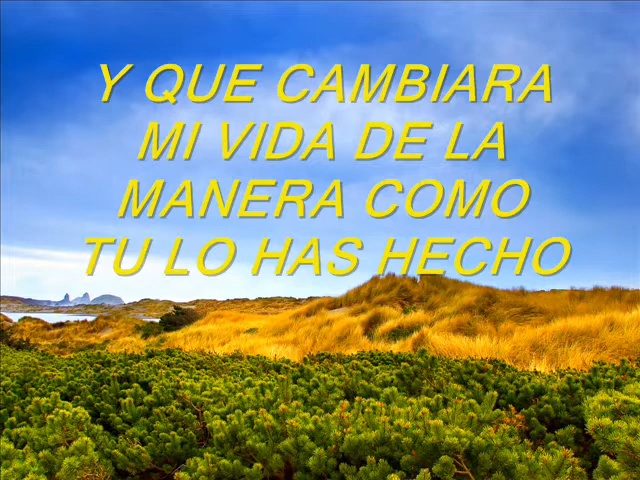 Y QUE CAMBIARA
MI VIDA DE LA
MANERA COMO
TU LO HAS HECHO